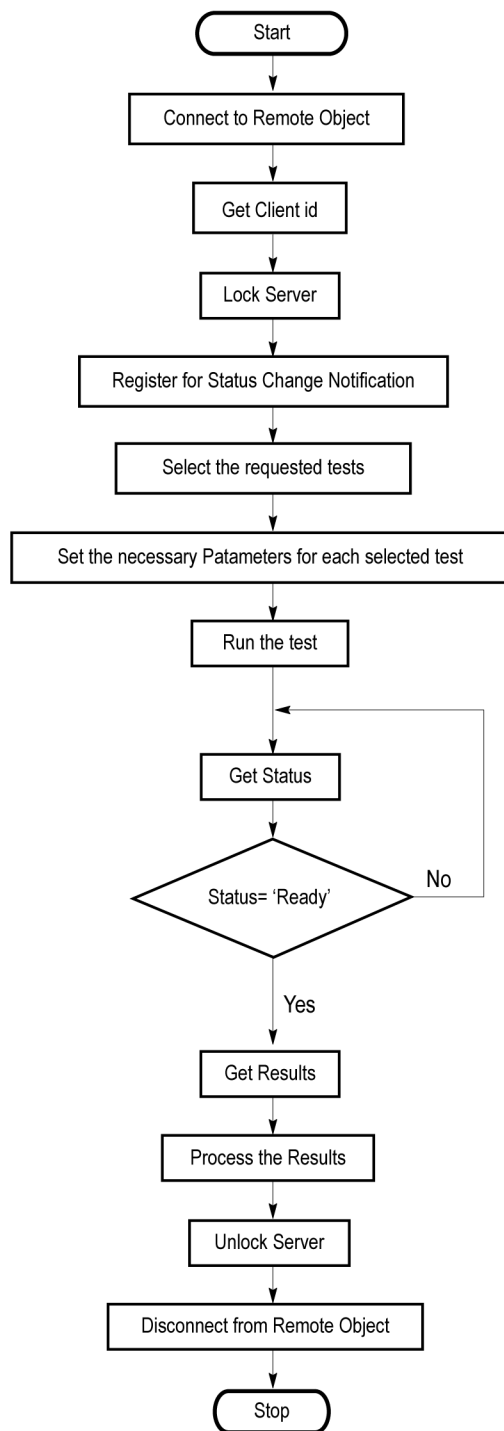 Start
Connect to Remote Object
Get Client id
Lock Server
Register for Status Change Notification
Select the requested tests
Set the necessary Patameters for each selected test
Run the test
Get Status
Status= ‘Ready’
No
Yes
Get Results
Process the Results
Unlock Server
Disconnect from Remote Object
Stop